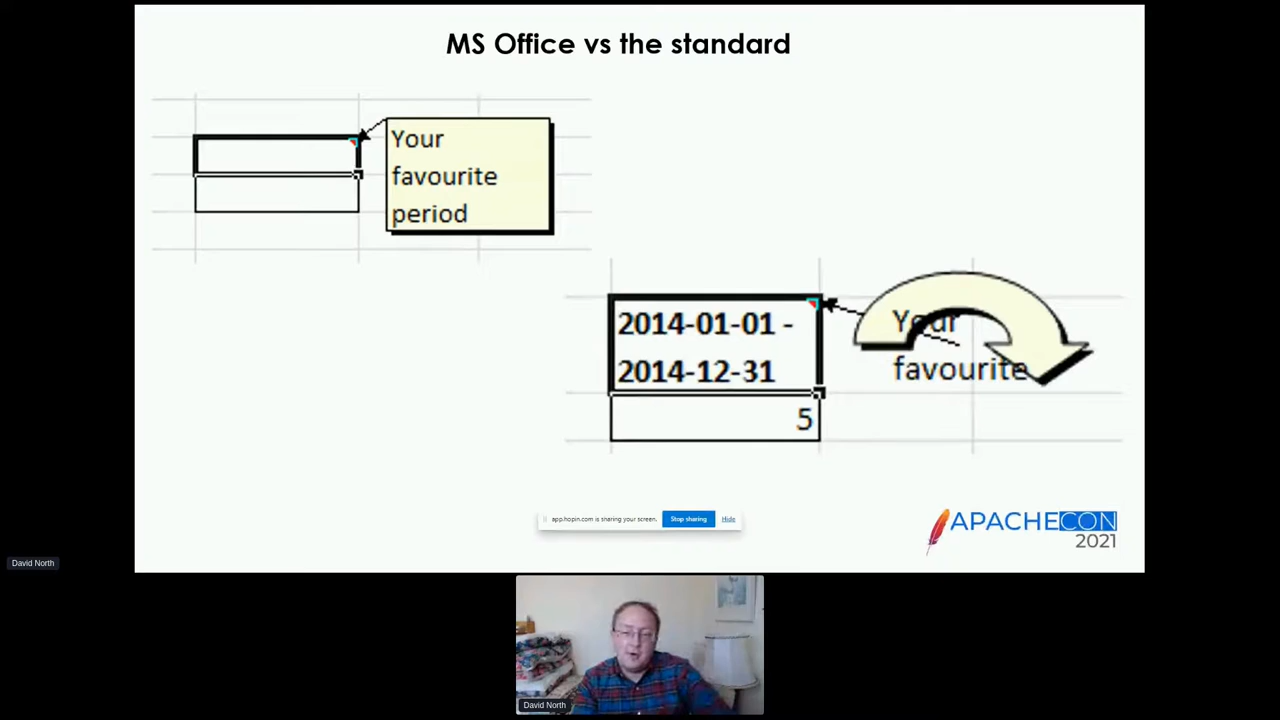 MS Office vs the standard
Your
favourite
period
2014-01-01 -
2014-12-31
5
Your
favourite
app.hopin.com is sharing your screen. Stop sharing Hide
APACHECON
2021
David North
David North